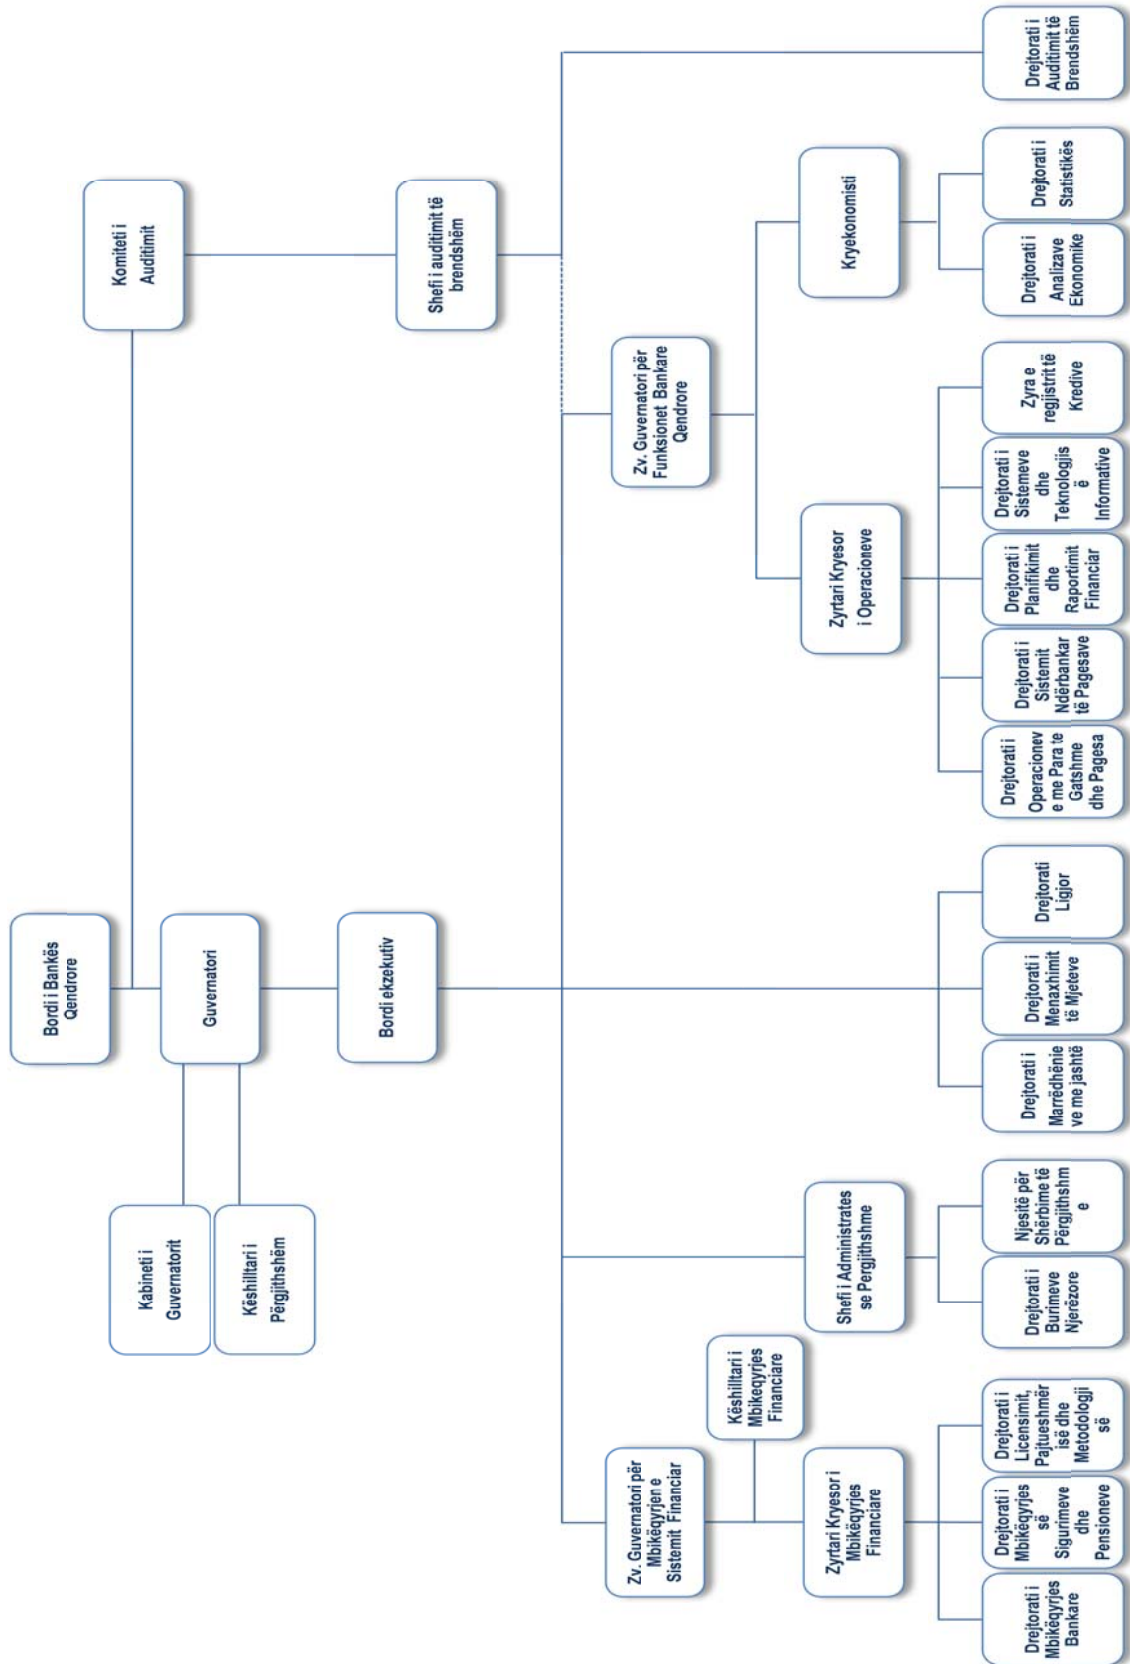 Bordi i Bankës
Qendrore
Guvernatori
Bordi ekzekutiv
Kabineti i
Guvernatorit
Këshilltari i
Përgjithshëm
Komiteti i
Auditimit
Shefi i auditimit të
brendshëm
Zv. Guvernatori për
Mbikëqyrjen e
Sistemit Financiar
Këshilltari i
Mbikeqyrjes
Financiare
Zyrtari Kryesor i
Mbikëqyrjes
Financiare
Shefi i Administrates
se Pergjithshme
Zv. Guvernatori për
Funksionet Bankare
Qendrore
Zyrtari Kryesor
i Operacioneve
Kryekonomisti
Drejtorati i
Mbikëqyrjes
Bankare
Drejtorati i
Mbikëqyrjes
së
Sigurimeve
dhe
Pensioneve
Drejtorati i
Licensimit,
Pajtueshmër
isë dhe
Metodologji
së
Drejtorati i
Burimeve
Njerëzore
Njesitë për
Shërbime të
Përgjithshm
e
Drejtorati i
Marrëdhënie
ve me jashtë
Drejtorati i
Menaxhimit
të Mjeteve
Drejtorati
Ligjor
Drejtorati i
Operacionev
e me Para te
Gatshme
dhe Pagesa
Drejtorati i
Sistemit
Ndërbankar
të Pagesave
Drejtorati i
Planifikimit
dhe
Raportimit
Financiar
Drejtorati i
Sistemeve
dhe
Teknologjis
ë
Informative
Zyra e
regjistrit të
Kredive
Drejtorati i
Analizave
Ekonomike
Drejtorati i
Statistikës
Drejtorati i
Auditimit të
Brendshëm